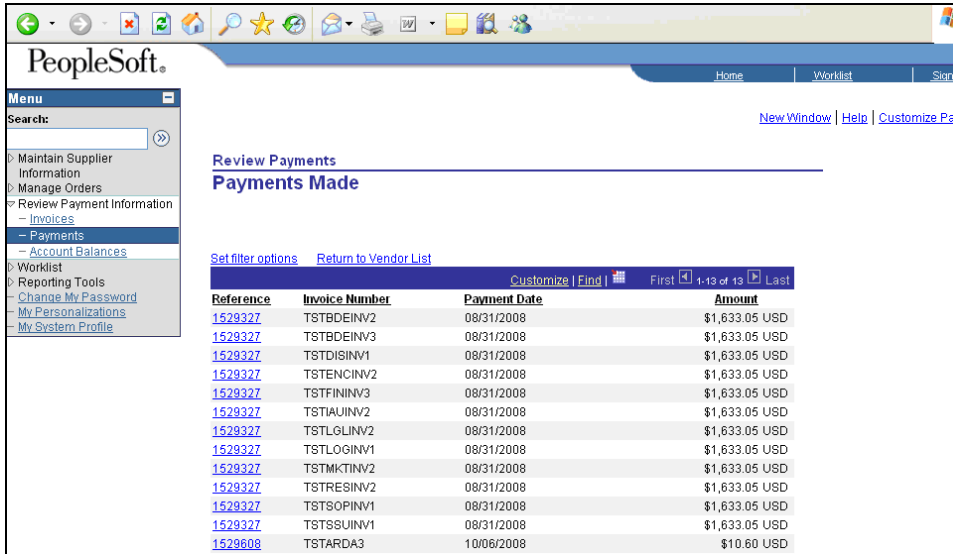 PeopleSoft®
Home Worklist Sign
New Window | Help | Customize Pa
Menu
Search:
Maintain Supplier
Information
Manage Orders
Review Payment Information
– Invoices
– Payments
– Account Balances
Worklist
Reporting Tools
– Change My Password
– My Personalizations
– My System Profile
Review Payments
Payments Made
Set filter options Return to Vendor List
Customize | Find | First 1-13 of 13 Last
Reference Invoice Number Payment Date Amount
1529327 TSTBDEINV2 08/31/2008 $1,633.05 USD
1529327 TSTBDEINV3 08/31/2008 $1,633.05 USD
1529327 TSTDISINV1 08/31/2008 $1,633.05 USD
1529327 TSTENCINV2 08/31/2008 $1,633.05 USD
1529327 TSTFININV3 08/31/2008 $1,633.05 USD
1529327 TSTIAUINV2 08/31/2008 $1,633.05 USD
1529327 TSTLGLINV2 08/31/2008 $1,633.05 USD
1529327 TSTLOGINV1 08/31/2008 $1,633.05 USD
1529327 TSTMKTINV2 08/31/2008 $1,633.05 USD
1529327 TSTRESINV2 08/31/2008 $1,633.05 USD
1529327 TSTSOPINV1 08/31/2008 $1,633.05 USD
1529327 TSTSSUINV1 08/31/2008 $1,633.05 USD
1529608 TSTARDA3 10/06/2008 $10.60 USD